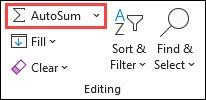 AutoSum
Fill
Clear
Sort &
Filter
Find &
Select
Editing